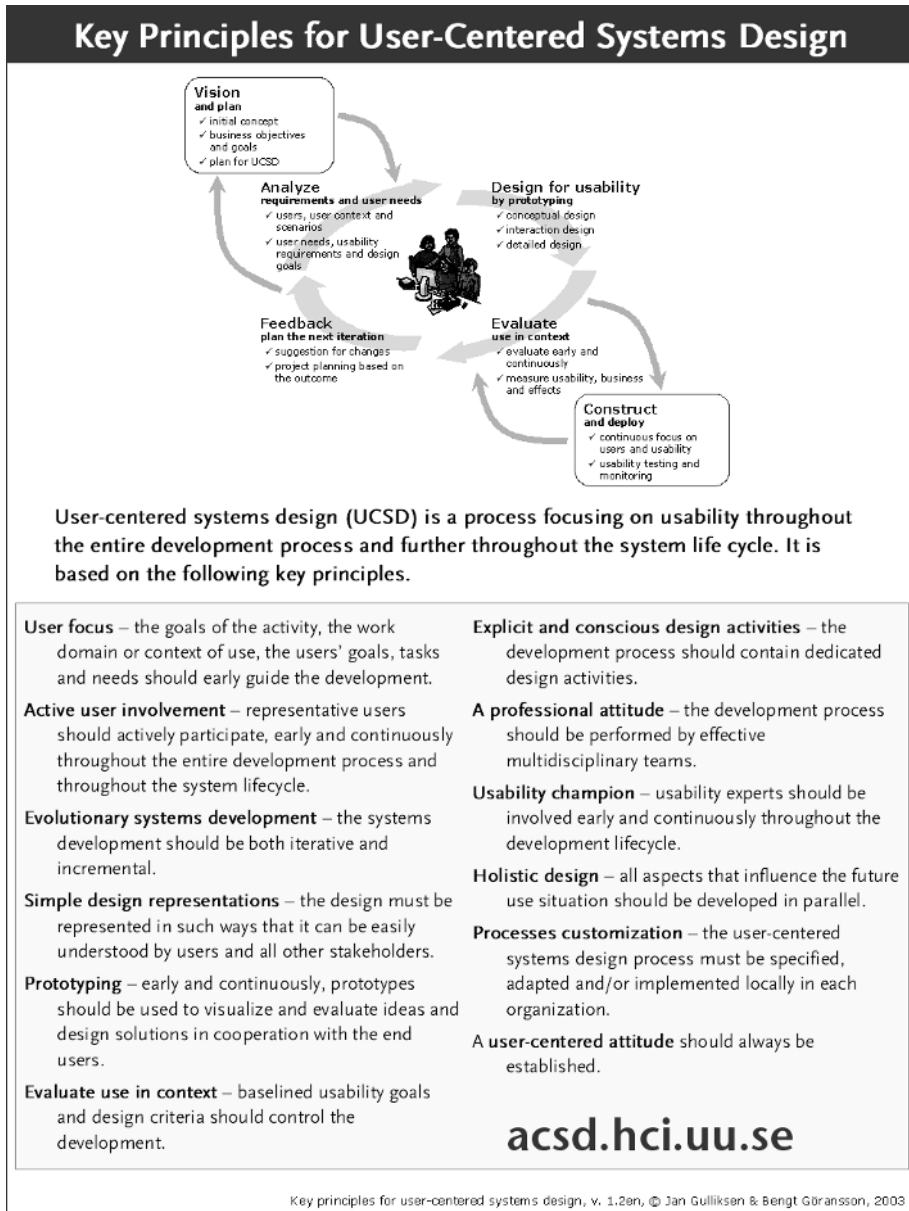 Key Principles for User-Centered Systems Design
Vision
and plan
✓ initial concept
✓ business objectives
and goals
✓ plan for UCSD
Analyze
requirements and user needs
✓ users, user context and
scenarios
✓ user needs, usability
requirements and design
goals
Design for usability
by prototyping
✓ conceptual design
✓ interaction design
✓ detailed design
Feedback
plan the next iteration
✓ suggestion for changes
✓ project planning based on
the outcome
Evaluate
use in context
✓ evaluate early and
continuously
✓ measure usability, business
and effects
Construct
and deploy
✓ continuous focus on
users and usability
✓ usability testing and
monitoring
User-centered systems design (UCSD) is a process focusing on usability throughout
the entire development process and further throughout the system life cycle. It is
based on the following key principles.
User focus – the goals of the activity, the work
domain or context of use, the users' goals, tasks
and needs should early guide the development.
Active user involvement – representative users
should actively participate, early and continuously
throughout the entire development process and
throughout the system lifecycle.
Evolutionary systems development – the systems
development should be both iterative and
incremental.
Simple design representations – the design must be
represented in such ways that it can be easily
understood by users and all other stakeholders.
Prototyping – early and continuously, prototypes
should be used to visualize and evaluate ideas and
design solutions in cooperation with the end
users.
Evaluate use in context – baselined usability goals
and design criteria should control the
development.
Explicit and conscious design activities – the
development process should contain dedicated
design activities.
A professional attitude – the development process
should be performed by effective
multidisciplinary teams.
Usability champion – usability experts should be
involved early and continuously throughout the
development lifecycle.
Holistic design – all aspects that influence the future
use situation should be developed in parallel.
Processes customization – the user-centered
systems design process must be specified,
adapted and/or implemented locally in each
organization.
A user-centered attitude should always be
established.
acsd.hci.uu.se
Key principles for user-centered systems design, v. 1.2en, © Jan Gulliksen & Bengt Göransson, 2003